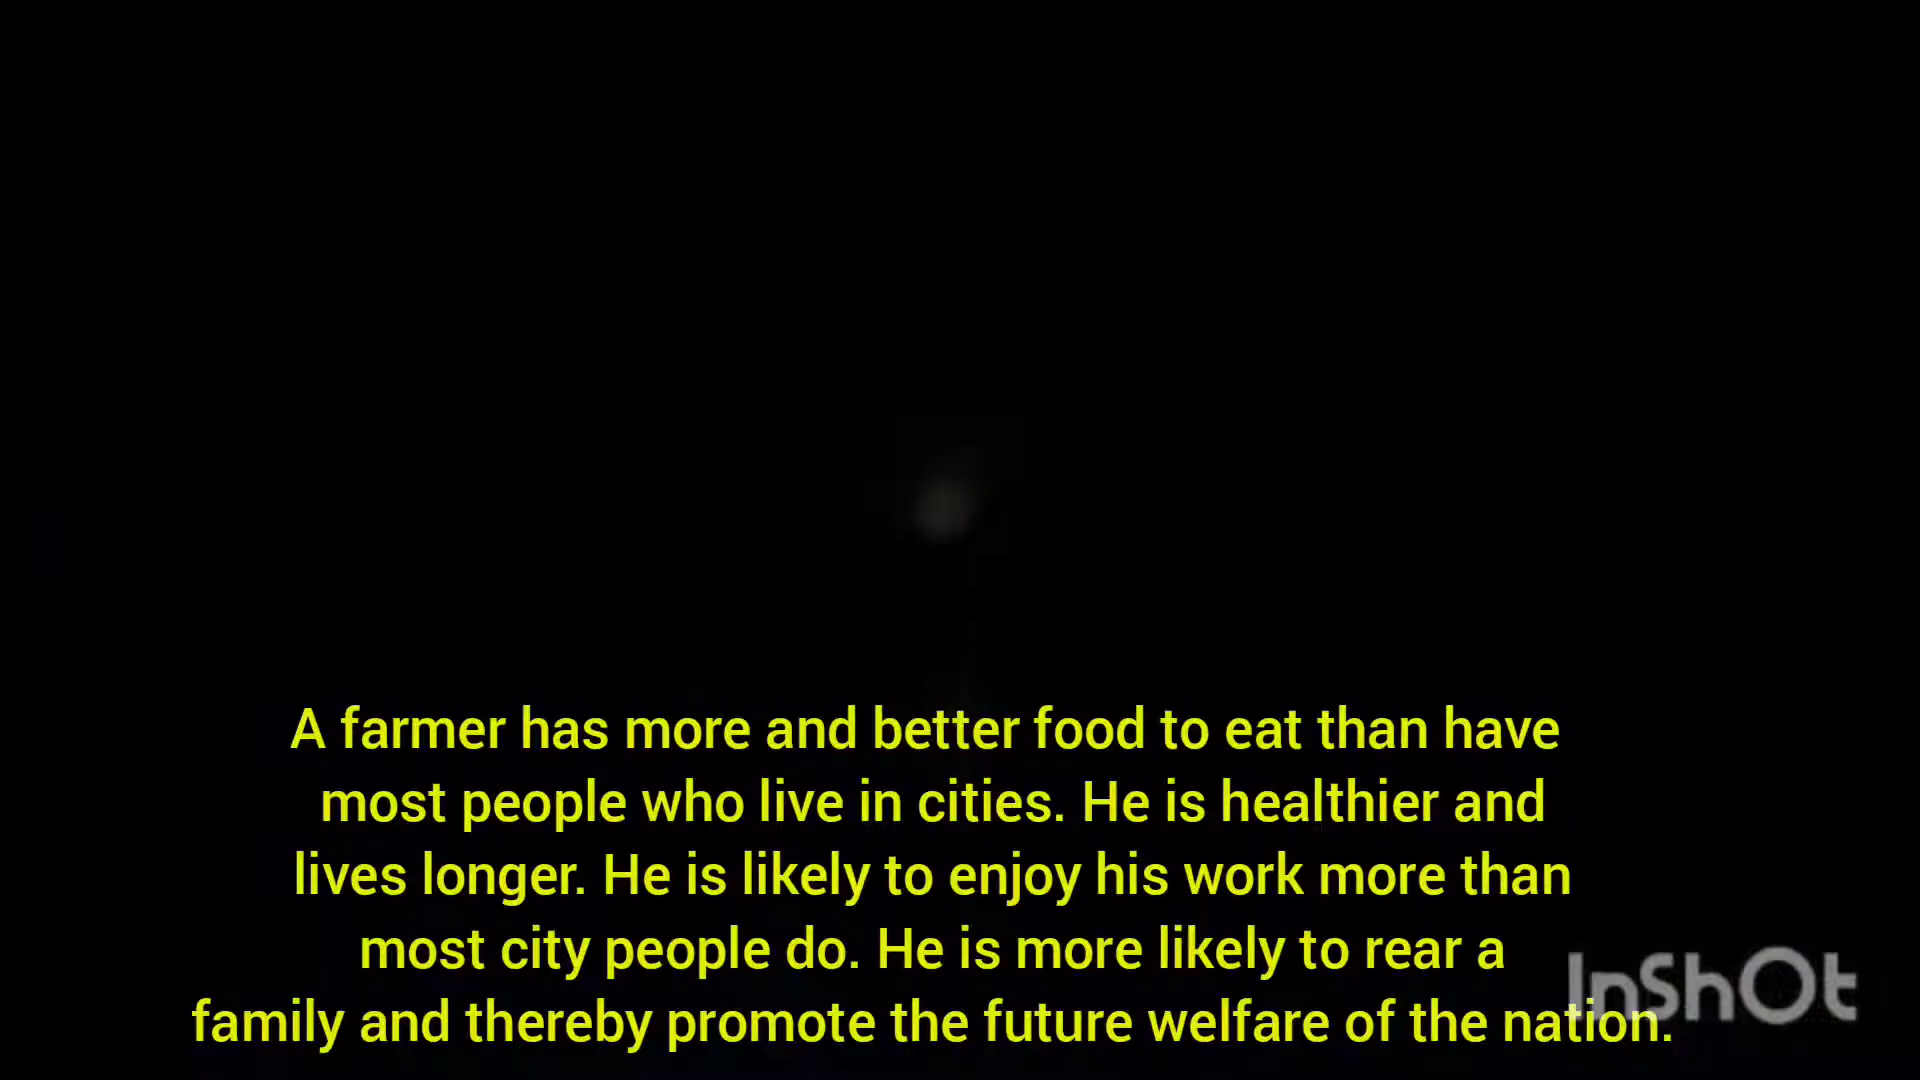 A farmer has more and better food to eat than have
most people who live in cities. He is healthier and
lives longer. He is likely to enjoy his work more than
most city people do. He is more likely to rear a
family and thereby promote the future welfare of the nation.
InShOt